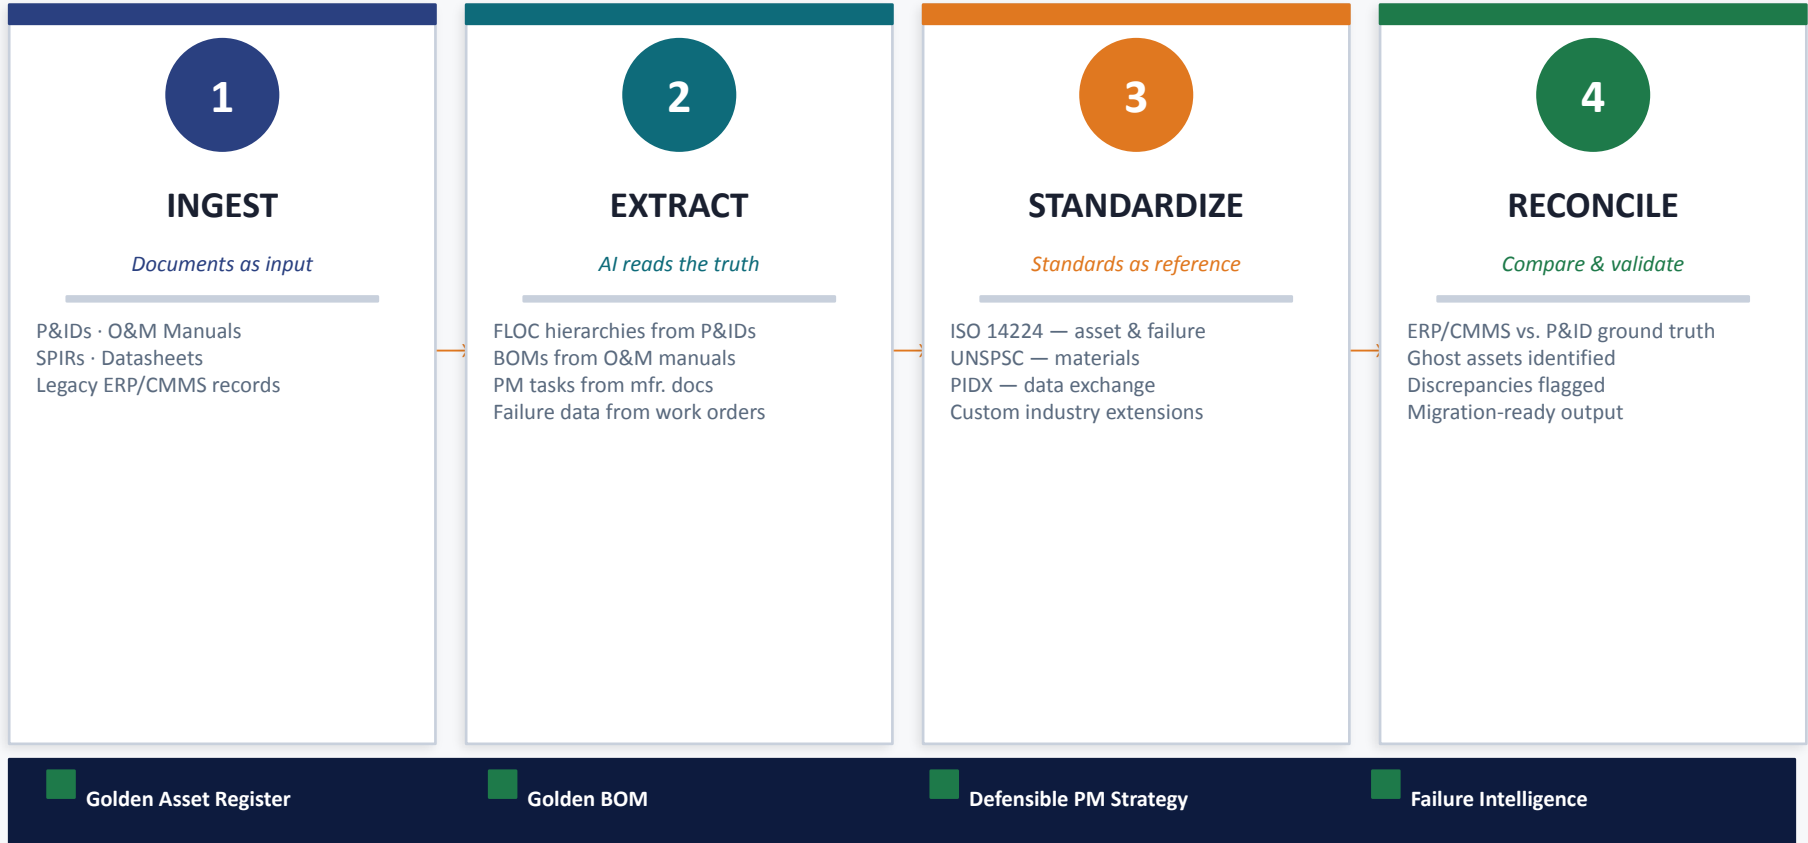 1
INGEST
Documents as input
P&IDs · O&M Manuals
SPIRs · Datasheets
Legacy ERP/CMMS records
2
EXTRACT
AI reads the truth
FLOC hierarchies from P&IDs
BOMs from O&M manuals
PM tasks from mfr. docs
Failure data from work orders
3
STANDARDIZE
Standards as reference
ISO 14224 — asset & failure
UNSPSC — materials
PIDX — data exchange
Custom industry extensions
4
RECONCILE
Compare & validate
ERP/CMMS vs. P&ID ground truth
Ghost assets identified
Discrepancies flagged
Migration-ready output
Golden Asset Register
Golden BOM
Defensible PM Strategy
Failure Intelligence